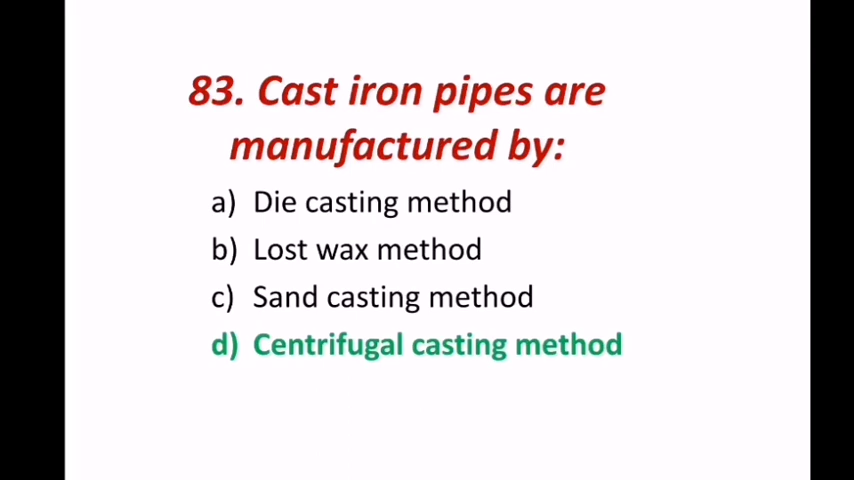 83. Cast iron pipes are
manufactured by:
a) Die casting method
b) Lost wax method
c) Sand casting method
d) Centrifugal casting method